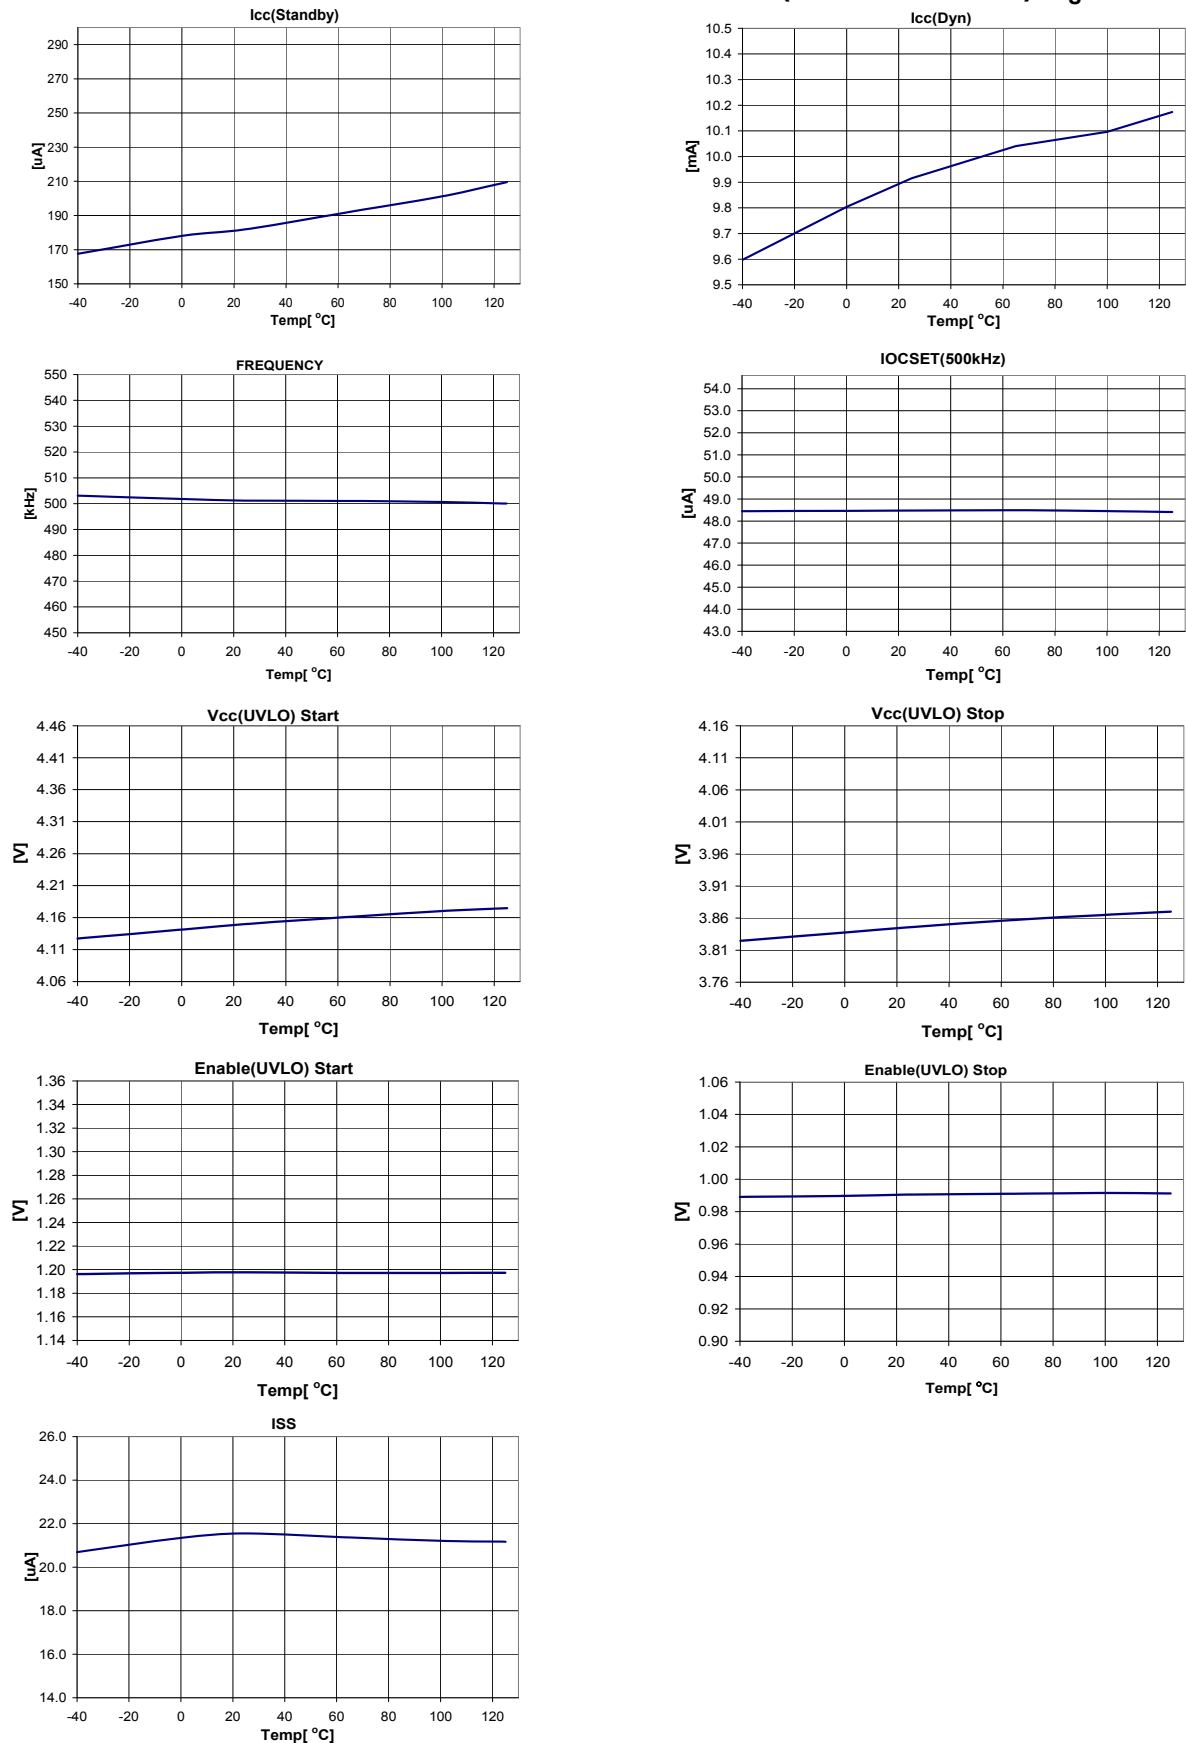 Icc(Standby)
290
270
250
230
210
190
170
150
[uA]
-40 -20 0 20 40 60 80 100 120
Temp[ °C]
Icc(Dyn)
10.5
10.4
10.3
10.2
10.1
10.0
9.9
9.8
9.7
9.6
9.5
[mA]
-40 -20 0 20 40 60 80 100 120
Temp[ °C]
FREQUENCY
550
540
530
520
510
500
490
480
470
460
450
[kHz]
-40 -20 0 20 40 60 80 100 120
Temp[ °C]
IOCSET(500kHz)
54.0
53.0
52.0
51.0
50.0
49.0
48.0
47.0
46.0
45.0
44.0
43.0
[uA]
-40 -20 0 20 40 60 80 100 120
Temp[ °C]
Vcc(UVLO) Start
4.46
4.41
4.36
4.31
4.26
4.21
4.16
4.11
4.06
[V]
-40 -20 0 20 40 60 80 100 120
Temp[ °C]
Vcc(UVLO) Stop
4.16
4.11
4.06
4.01
3.96
3.91
3.86
3.81
3.76
[V]
-40 -20 0 20 40 60 80 100 120
Temp[ °C]
Enable(UVLO) Start
1.36
1.34
1.32
1.30
1.28
1.26
1.24
1.22
1.20
1.18
1.16
1.14
[V]
-40 -20 0 20 40 60 80 100 120
Temp[ °C]
Enable(UVLO) Stop
1.06
1.04
1.02
1.00
0.98
0.96
0.94
0.92
0.90
[V]
-40 -20 0 20 40 60 80 100 120
Temp[ °C]
ISS
26.0
24.0
22.0
20.0
18.0
16.0
14.0
[uA]
-40 -20 0 20 40 60 80 100 120
Temp[ °C]